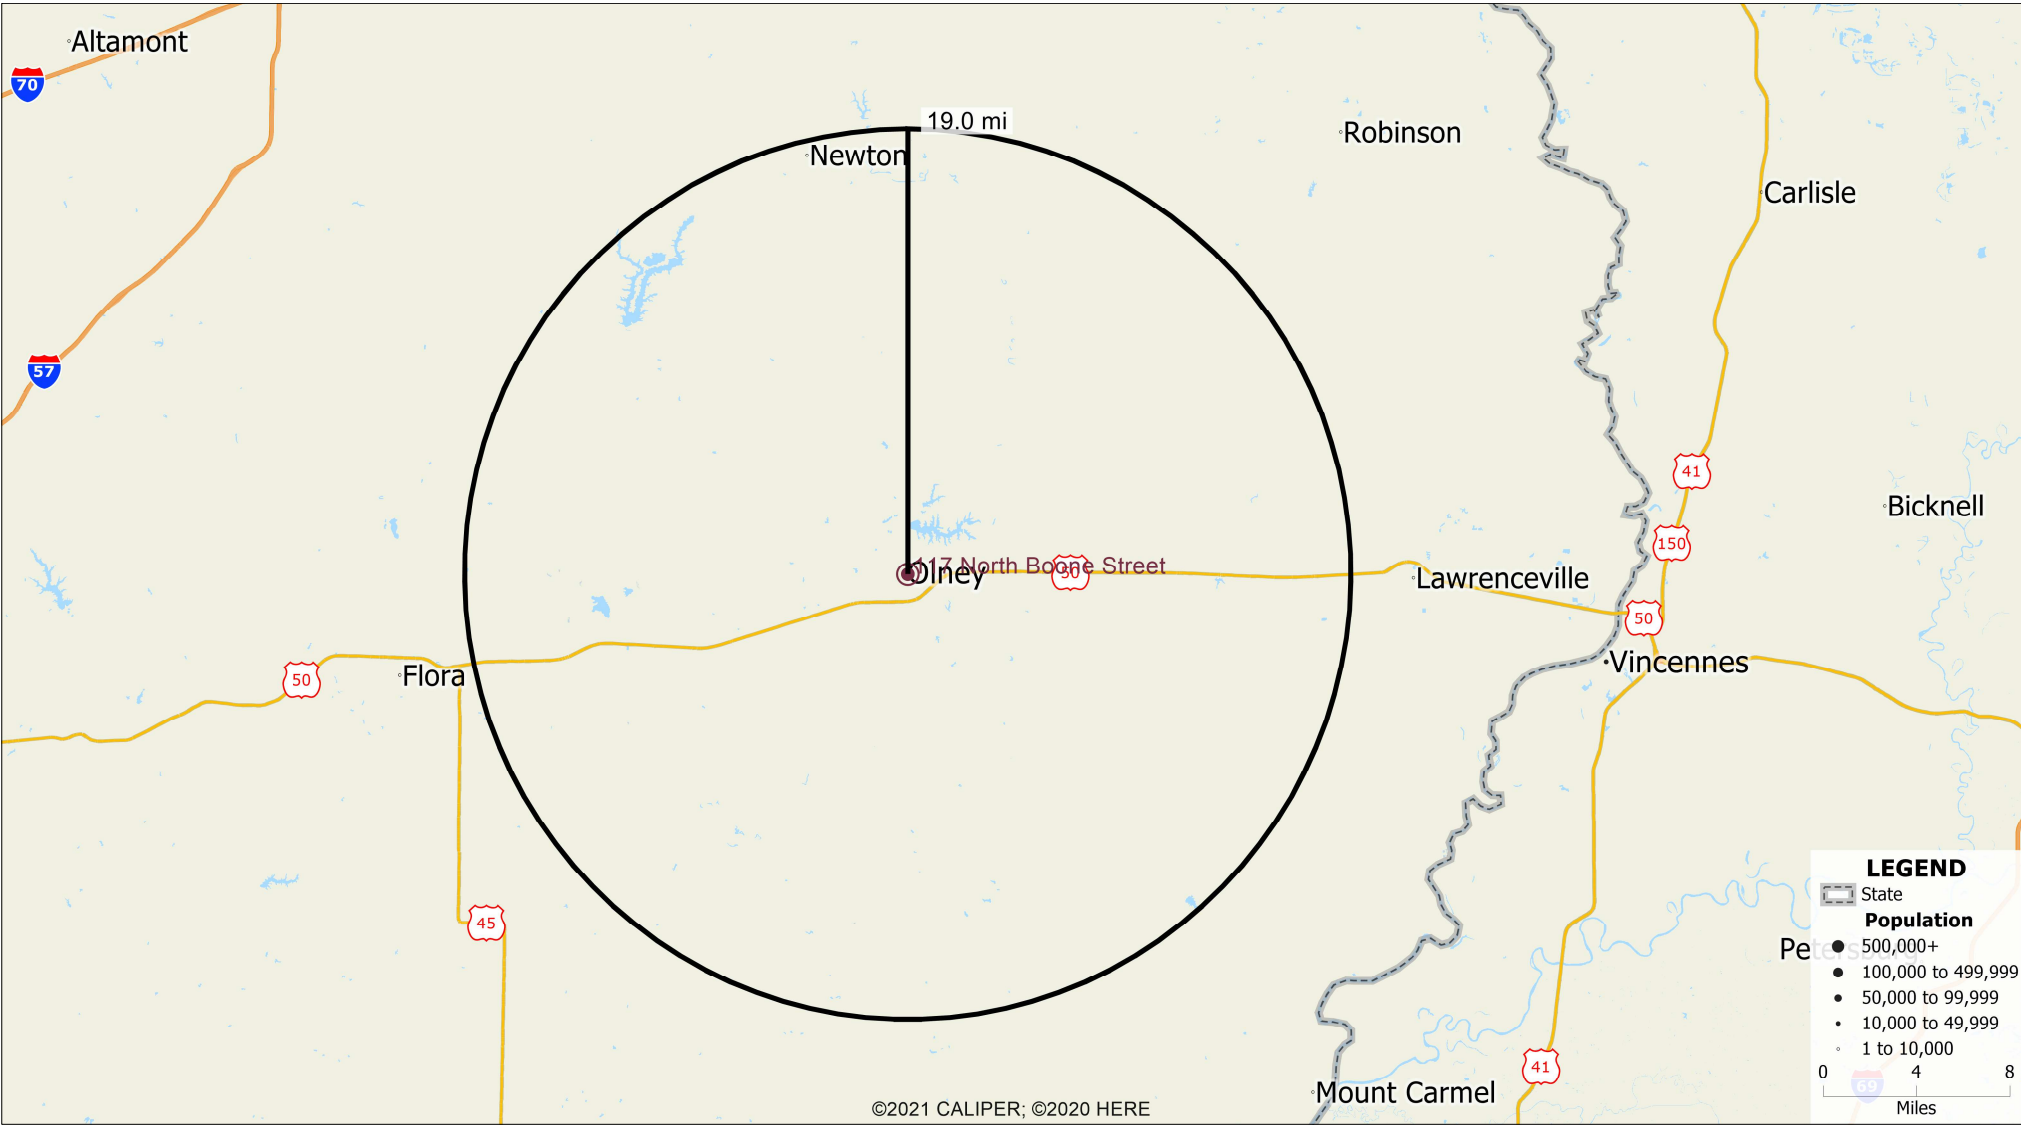 Altamont
70
19.0 mi
Newton
Robinson
Carlisle
57
41
Bicknell
150
117 North Boone Street
Olney
50
Lawrenceville
50
Vincennes
50
Flora
45
LEGEND
State
Population
500,000+
100,000 to 499,999
50,000 to 99,999
10,000 to 49,999
1 to 10,000
0 4 8
Miles
Petersburg
69
41
Mount Carmel
©2021 CALIPER; ©2020 HERE